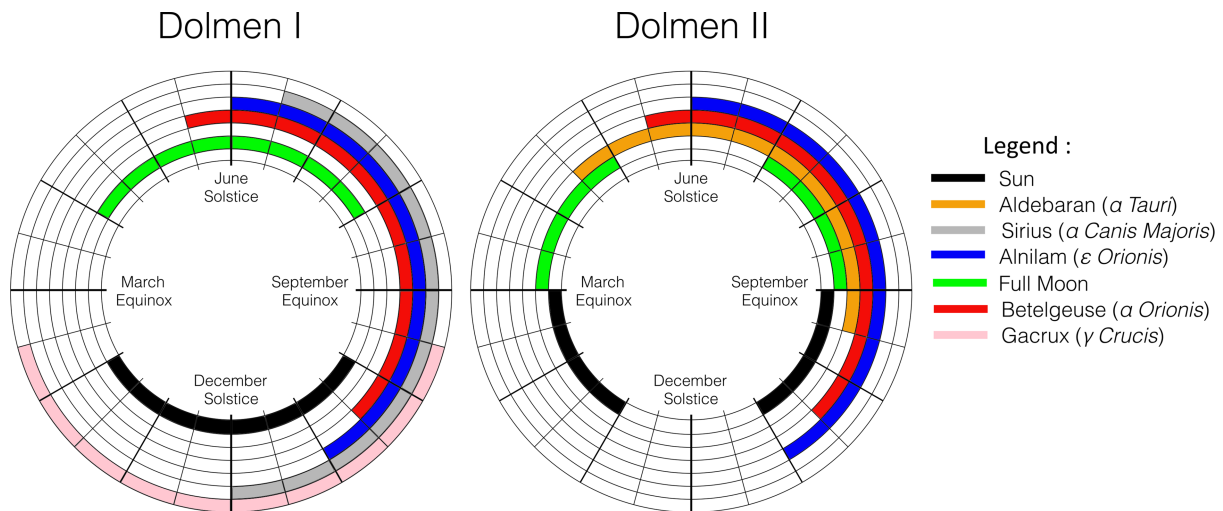 Dolmen I
Dolmen II
June
Solstice
March
Equinox
September
Equinox
December
Solstice
June
Solstice
March
Equinox
September
Equinox
December
Solstice
Legend :
Sun
Aldebaran (α Tauri)
Sirius (α Canis Majoris)
Alnilam (ε Orionis)
Full Moon
Betelgeuse (α Orionis)
Gacrux (γ Crucis)